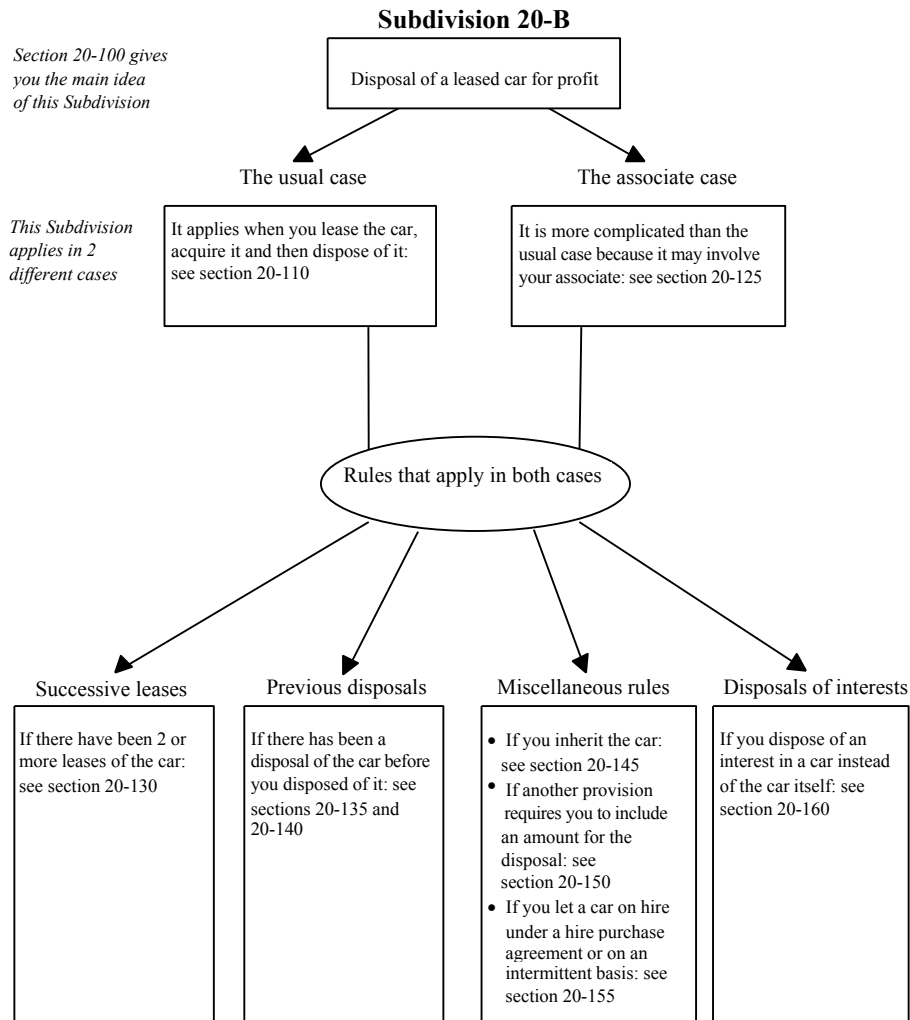 Subdivision 20-B
Section 20-100 gives
you the main idea
of this Subdivision
Disposal of a leased car for profit
The usual case
The associate case
This Subdivision
applies in 2
different cases
It applies when you lease the car,
acquire it and then dispose of it:
see section 20-110
It is more complicated than the
usual case because it may involve
your associate: see section 20-125
Rules that apply in both cases
Successive leases
If there have been 2 or
more leases of the car:
see section 20-130
Previous disposals
If there has been a
disposal of the car before
you disposed of it: see
sections 20-135 and
20-140
Miscellaneous rules
• If you inherit the car:
see section 20-145
• If another provision
requires you to include
an amount for the
disposal: see
section 20-150
• If you let a car on hire
under a hire purchase
agreement or on an
intermittent basis: see
section 20-155
Disposals of interests
If you dispose of an
interest in a car instead
of the car itself: see
section 20-160